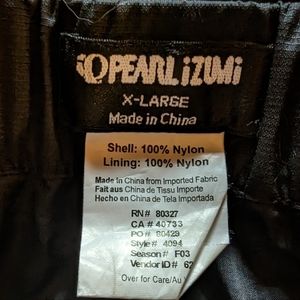 PEARL iZUMi
X-LARGE
Made in China
Shell: 100% Nylon
Lining: 100% Nylon
Made in China from Imported Fabric
Fait aus China de Tissu Importe
Hecho en China de Tela Importada
RN# 80327
CA # 40733
PO # 80429
Style# 4094
Season # F03
Vendor ID # 62
Over for Care/Au V